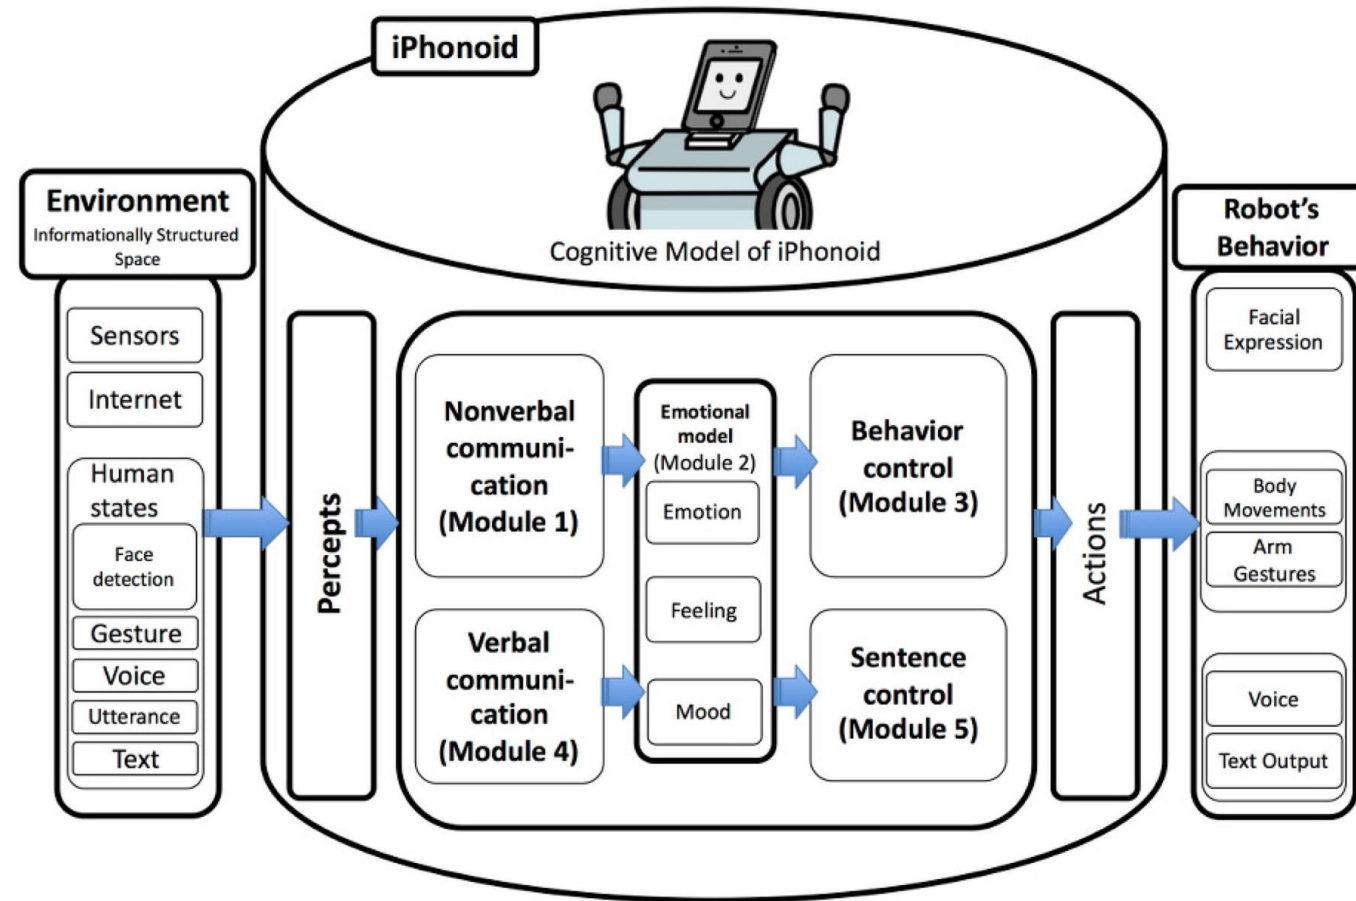 iPhonoid
Cognitive Model of iPhonoid
Environment
Informationally Structured
Space
Sensors
Internet
Human
states
Face
detection
Gesture
Voice
Utterance
Text
Percepts
Nonverbal
communi-
cation
(Module 1)
Verbal
communi-
cation
(Module 4)
Emotional
model
(Module 2)
Emotion
Feeling
Mood
Behavior
control
(Module 3)
Sentence
control
(Module 5)
Actions
Robot's
Behavior
Facial
Expression
Body
Movements
Arm
Gestures
Voice
Text Output